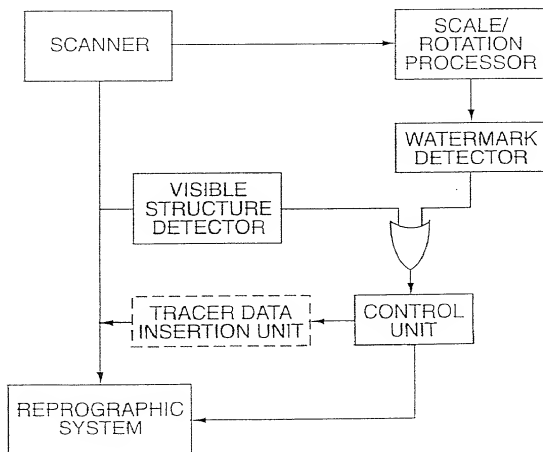 SCANNER
SCALE/
ROTATION
PROCESSOR
WATERMARK
DETECTOR
VISIBLE
STRUCTURE
DETECTOR
TRACER DATA
INSERTION UNIT
CONTROL
UNIT
REPROGRAPHIC
SYSTEM